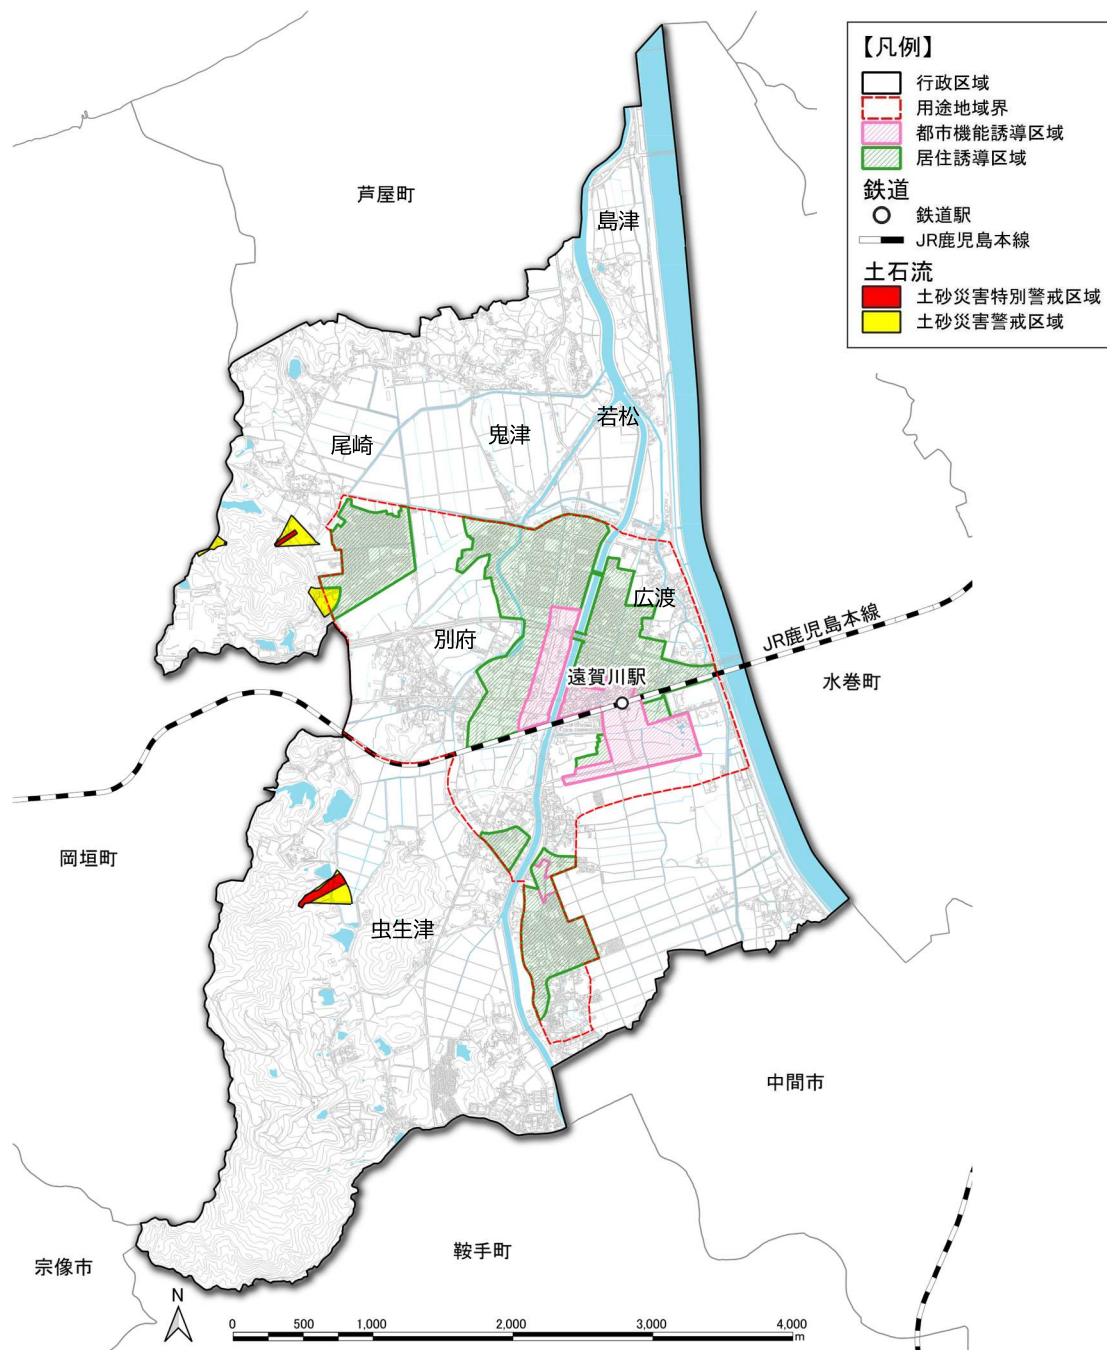 【凡例】
行政区域
用途地域界
都市機能誘導区域
居住誘導区域
鉄道
鉄道駅
JR鹿児島本線
土石流
土砂災害特別警戒区域
土砂災害警戒区域
芦屋町
島津
若松
鬼津
尾崎
広渡
別府
JR鹿児島本線
遠賀川駅
水巻町
岡垣町
虫生津
中間市
鞍手町
宗像市
N
0 500 1,000 2,000 3,000 4,000
m